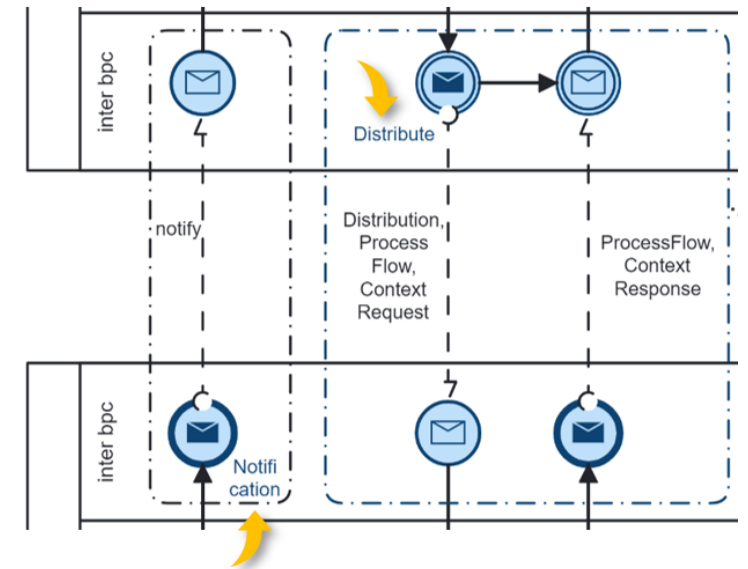 inter bpc
Distribute
notify
Distribution,
Process
Flow,
Context
Request
ProcessFlow,
Context
Response
inter bpc
Notifi
cation